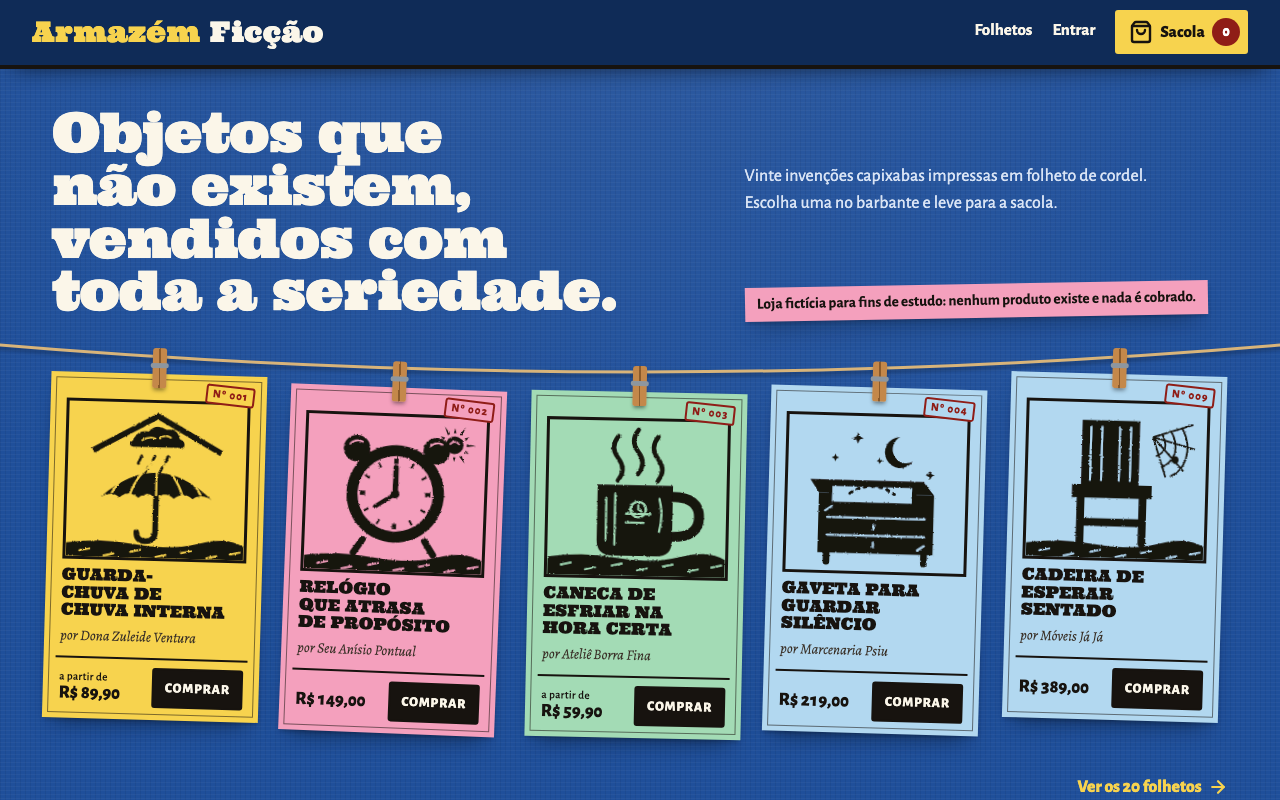 Armazém Ficção
Folhetos
Entrar
Sacola 0
Objetos que
não existem,
vendidos com
toda a seriedade.
Vinte invenções capixabas impressas em folheto de cordel.
Escolha uma no barbante e leve para a sacola.
Loja fictícia para fins de estudo: nenhum produto existe e nada é cobrado.
Nº 001
GUARDA-
CHUVA DE
CHUVA INTERNA
por Dona Zuleide Ventura
a partir de
R$ 89,90
COMPRAR
Nº 002
RELÓGIO
QUE ATRASA
DE PROPÓSITO
por Seu Anísio Pontual
R$ 149,00
COMPRAR
Nº 003
CANECA DE
ESFRIAR NA
HORA CERTA
por Ateliê Borra Fina
a partir de
R$ 59,90
COMPRAR
Nº 004
GAVETA PARA
GUARDAR
SILÊNCIO
por Marcenaria Psiu
R$ 219,00
COMPRAR
Nº 009
CADEIRA DE
ESPERAR
SENTADO
por Móveis Já Já
R$ 389,00
COMPRAR
Ver os 20 folhetos